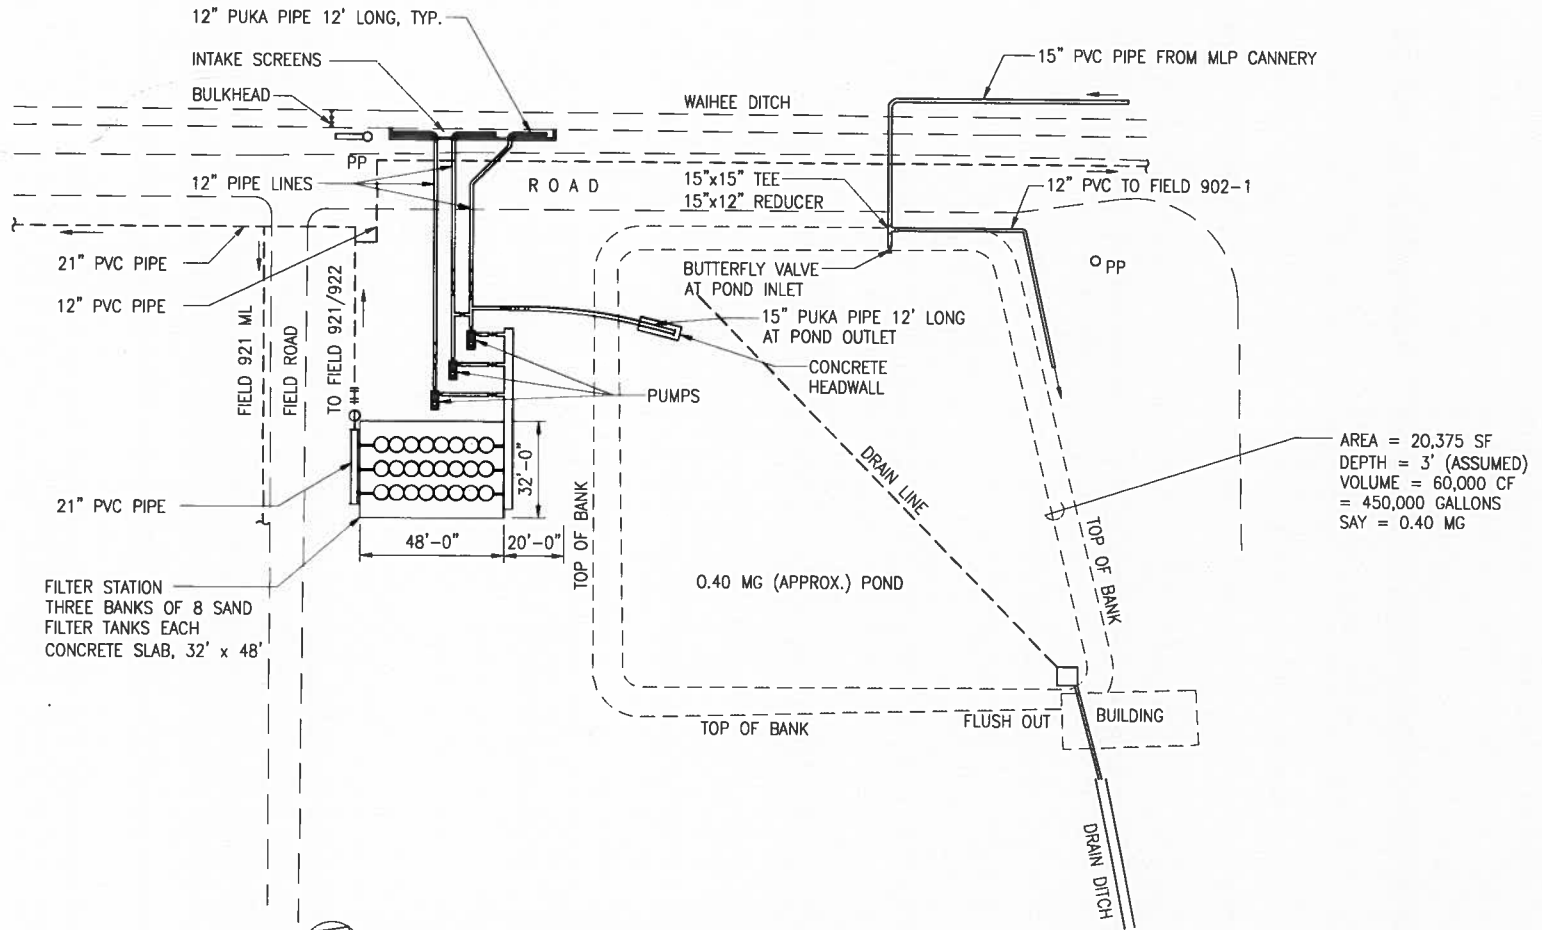 12" PUKA PIPE 12' LONG, TYP.
INTAKE SCREENS
BULKHEAD
WAIHEE DITCH
15" PVC PIPE FROM MLP CANNERY
PP
12" PIPE LINES
ROAD
15"x15" TEE
15"x12" REDUCER
12" PVC TO FIELD 902-1
21" PVC PIPE
12" PVC PIPE
FIELD 921 ML
FIELD ROAD
TO FIELD 921/922
BUTTERFLY VALVE
AT POND INLET
PP
15" PUKA PIPE 12' LONG
AT POND OUTLET
CONCRETE
HEADWALL
PUMPS
21" PVC PIPE
32'-0"
48'-0"
20'-0"
TOP OF BANK
DRAIN LINE
0.40 MG (APPROX.) POND
TOP OF BANK
AREA = 20,375 SF
DEPTH = 3' (ASSUMED)
VOLUME = 60,000 CF
= 450,000 GALLONS
SAY = 0.40 MG
FILTER STATION
THREE BANKS OF 8 SAND
FILTER TANKS EACH
CONCRETE SLAB, 32' x 48'
TOP OF BANK
FLUSH OUT
BUILDING
DRAIN DITCH